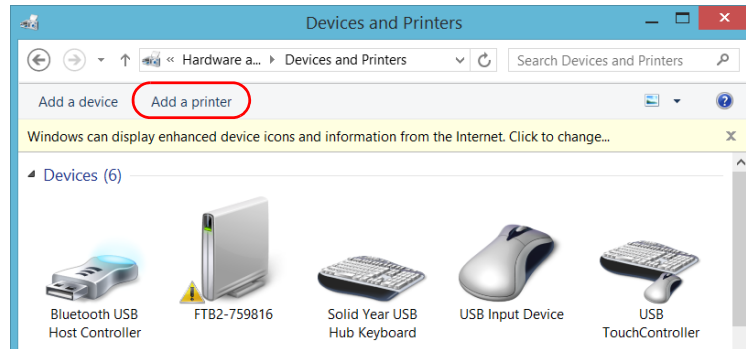 Devices and Printers
« Hardware a... Devices and Printers
Search Devices and Printers
Add a device Add a printer
Windows can display enhanced device icons and information from the Internet. Click to change...
Devices (6)
Bluetooth USB
Host Controller
FTB2-759816
Solid Year USB
Hub Keyboard
USB Input Device
USB
TouchController